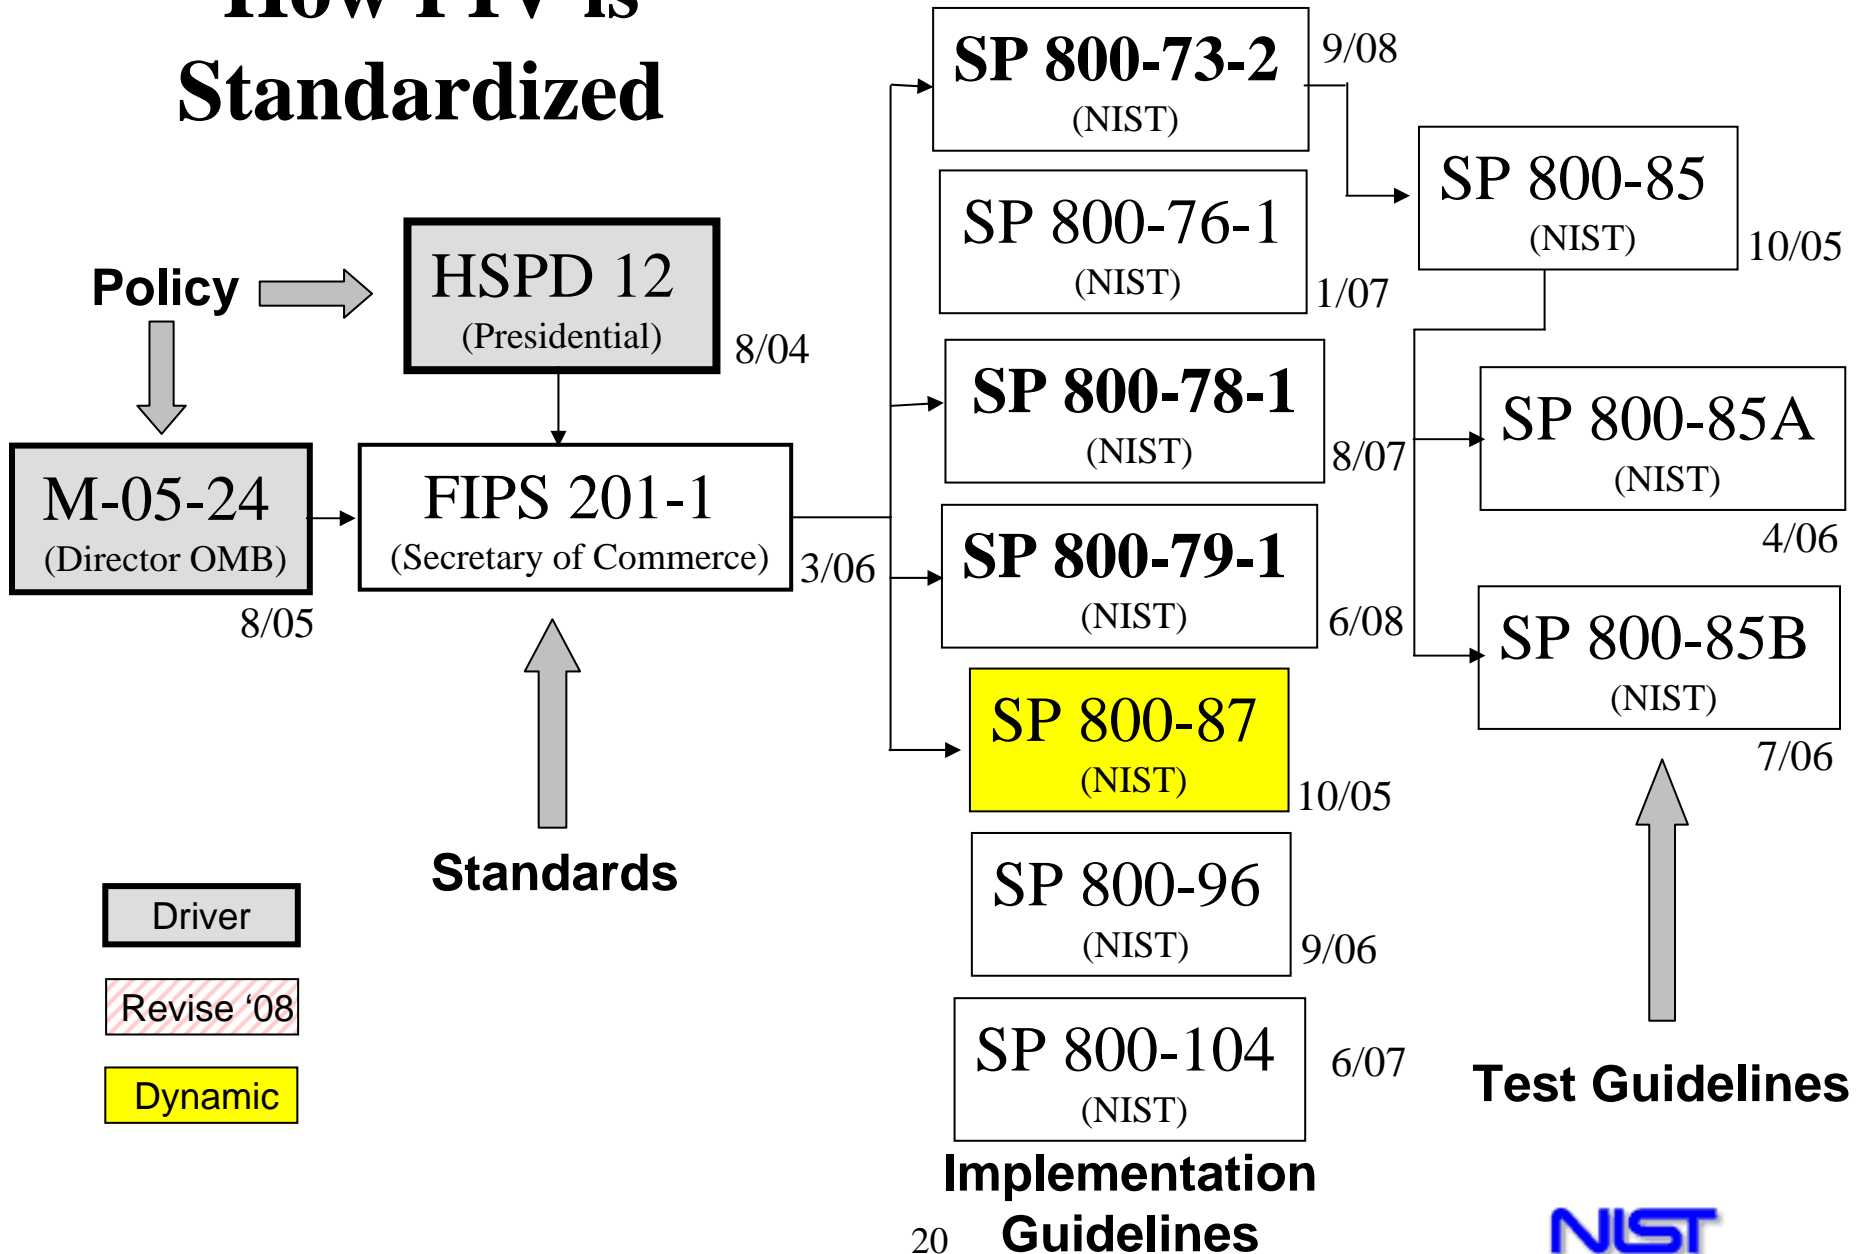 How PIV is
Standardized
SP 800-73-2
(NIST)
9/08
SP 800-85
(NIST)
10/05
SP 800-76-1
(NIST)
1/07
Policy
HSPD 12
(Presidential)
8/04
SP 800-78-1
(NIST)
8/07
SP 800-85A
(NIST)
4/06
M-05-24
(Director OMB)
8/05
FIPS 201-1
(Secretary of Commerce)
3/06
SP 800-79-1
(NIST)
6/08
SP 800-85B
(NIST)
7/06
SP 800-87
(NIST)
10/05
Standards
SP 800-96
(NIST)
9/06
Driver
Revise ‘08
Dynamic
SP 800-104
(NIST)
6/07
Test Guidelines
Implementation
Guidelines
20
NIST